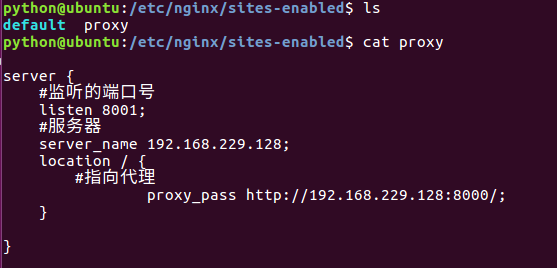 python@ubuntu:/etc/nginx/sites-enabled$ ls
default  proxy
python@ubuntu:/etc/nginx/sites-enabled$ cat proxy
server {
    #监听的端口号
    listen 8001;
    #服务器
    server_name 192.168.229.128;
    location / {
        #指向代理
                proxy_pass http://192.168.229.128:8000/;
    }
}